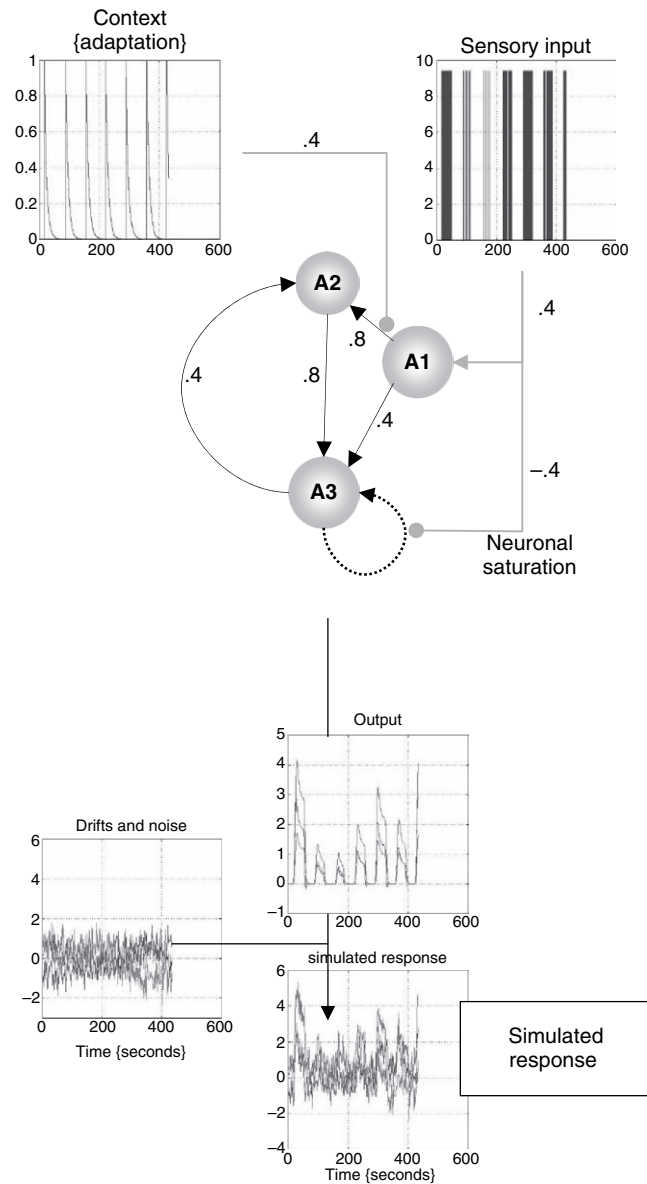 Context
{adaptation}
1
0.8
0.6
0.4
0.2
0
0 200 400 600
Sensory input
10
8
6
4
2
0
0 200 400 600
.4
A2
.8
A1
.4
.4
.8
.4
A3
–.4
Neuronal
saturation
Output
5
4
3
2
1
0
–1
0 200 400 600
Drifts and noise
6
4
2
0
–2
0 200 400 600
Time {seconds}
simulated response
6
4
2
0
–2
–4
0 200 400 600
Time {seconds}
Simulated
response